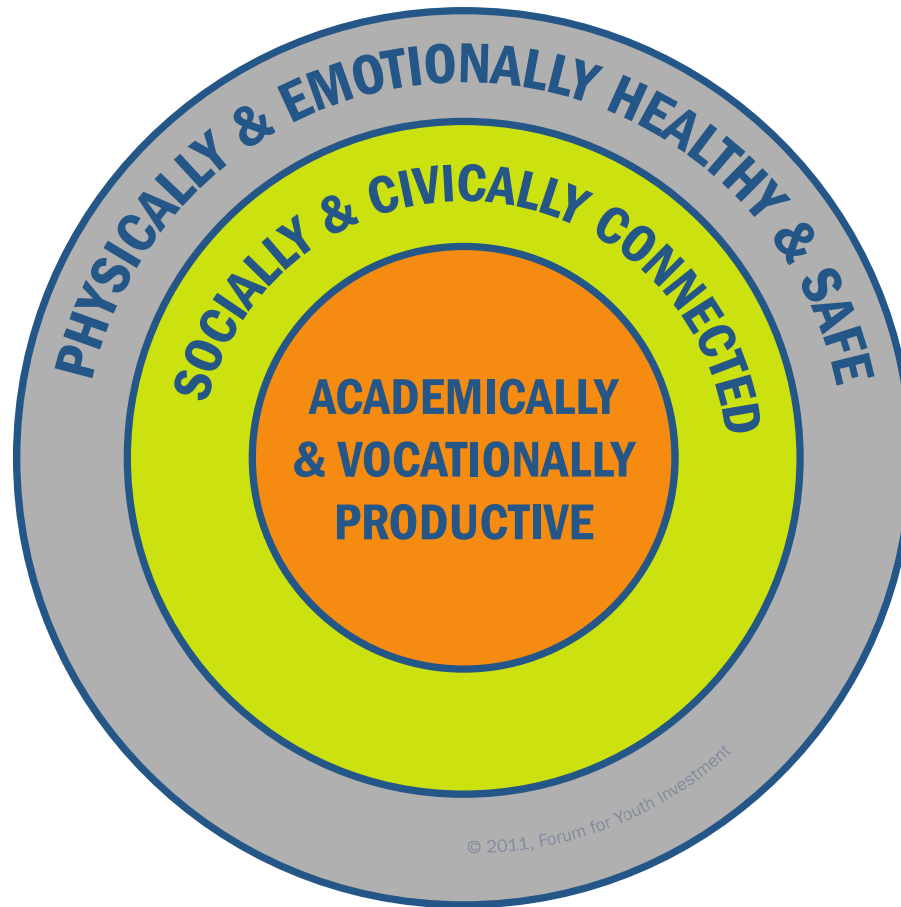 PHYSICALLY & EMOTIONALLY HEALTHY & SAFE
SOCIALLY & CIVICALLY CONNECTED
ACADEMICALLY
& VOCATIONALLY
PRODUCTIVE
© 2011, Forum for Youth Investment